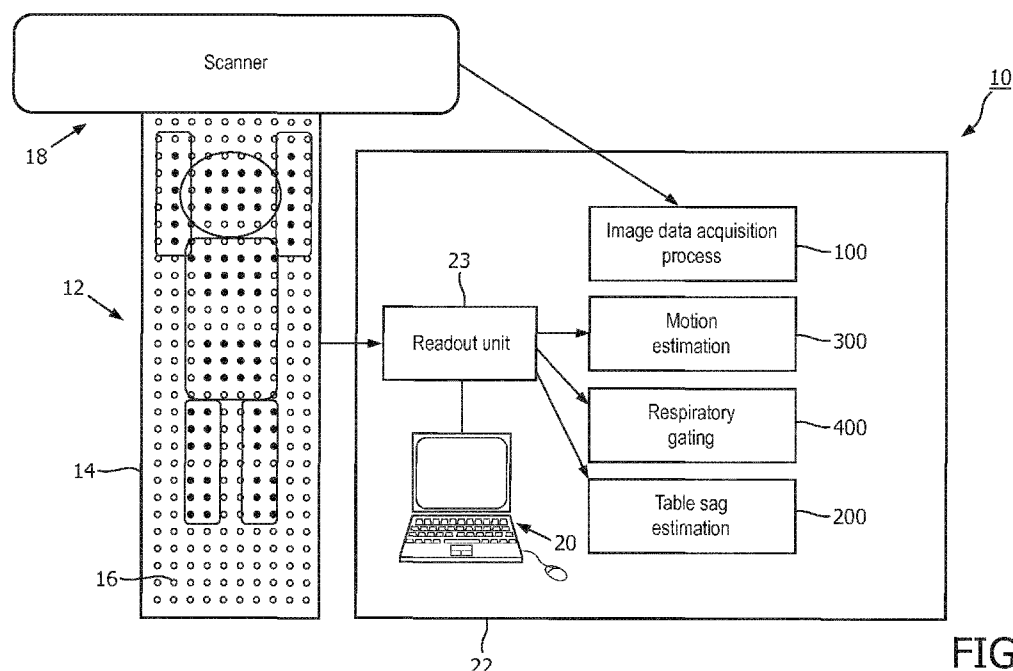 Scanner
10
18
Image data acquisition
process
100
12
23
Readout unit
Motion
estimation
300
Respiratory
gating
400
14
Table sag
estimation
200
20
16
22
FIG